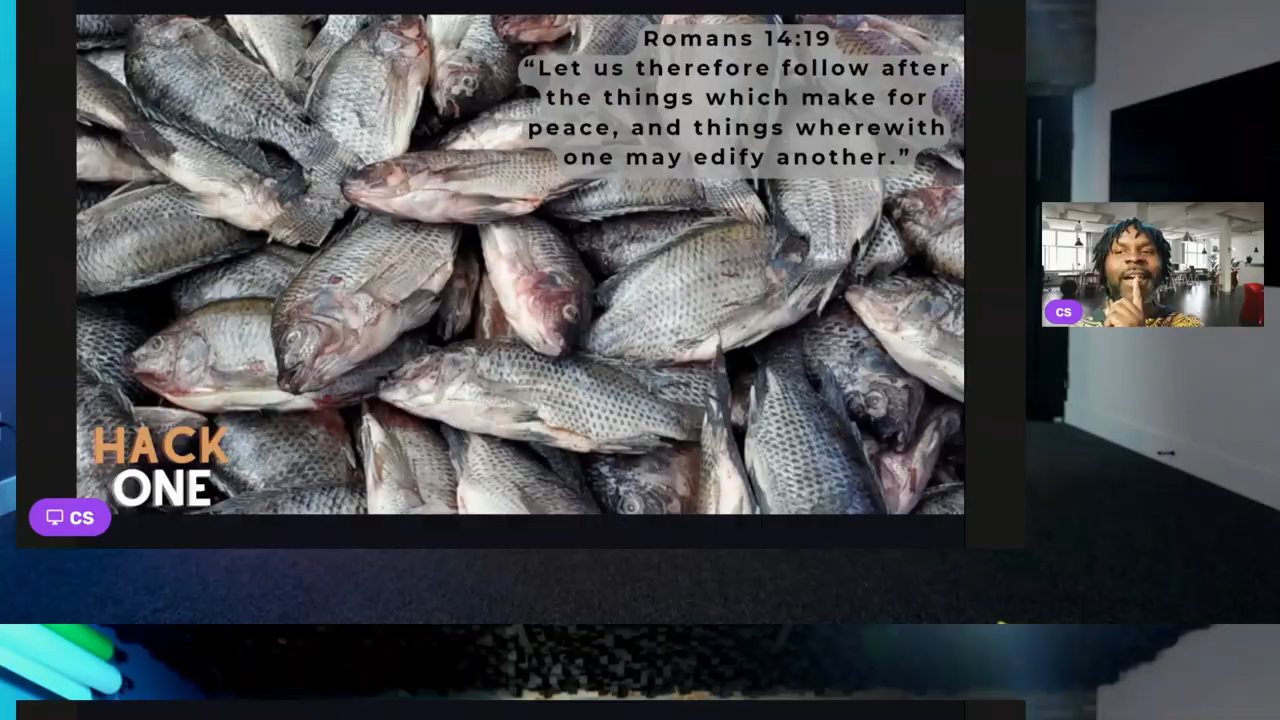 Romans 14:19
“Let us therefore follow after
the things which make for
peace, and things wherewith
one may edify another.”
HACK
ONE
CS
CS